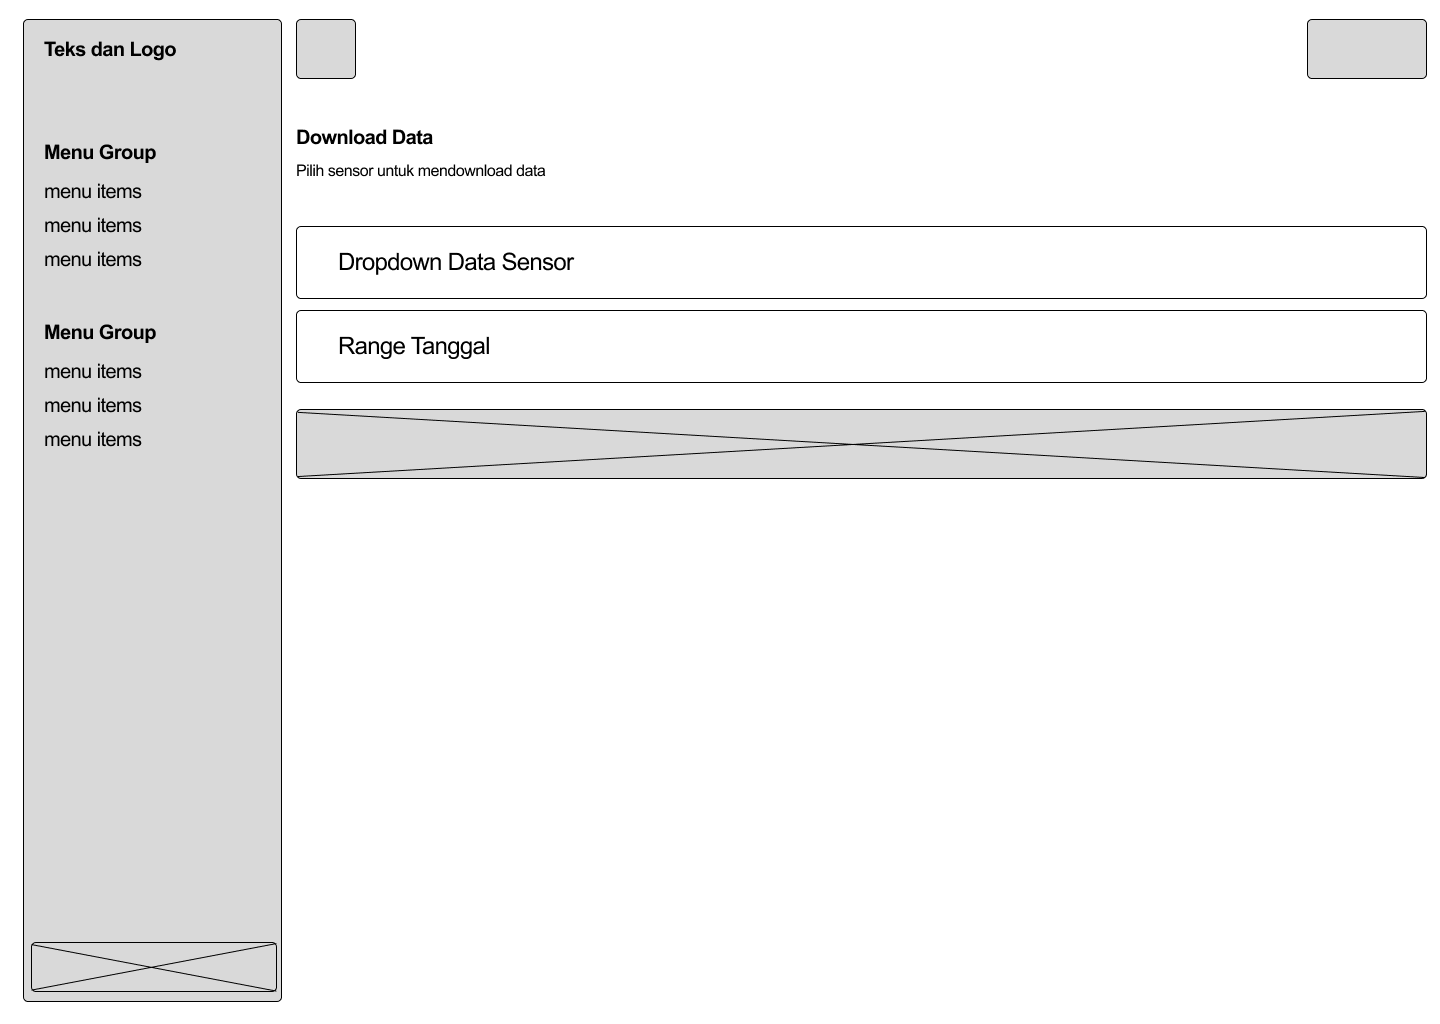 Teks dan Logo
Menu Group
menu items
menu items
menu items
Menu Group
menu items
menu items
menu items
Download Data
Pilih sensor untuk mendownload data
Dropdown Data Sensor
Range Tanggal